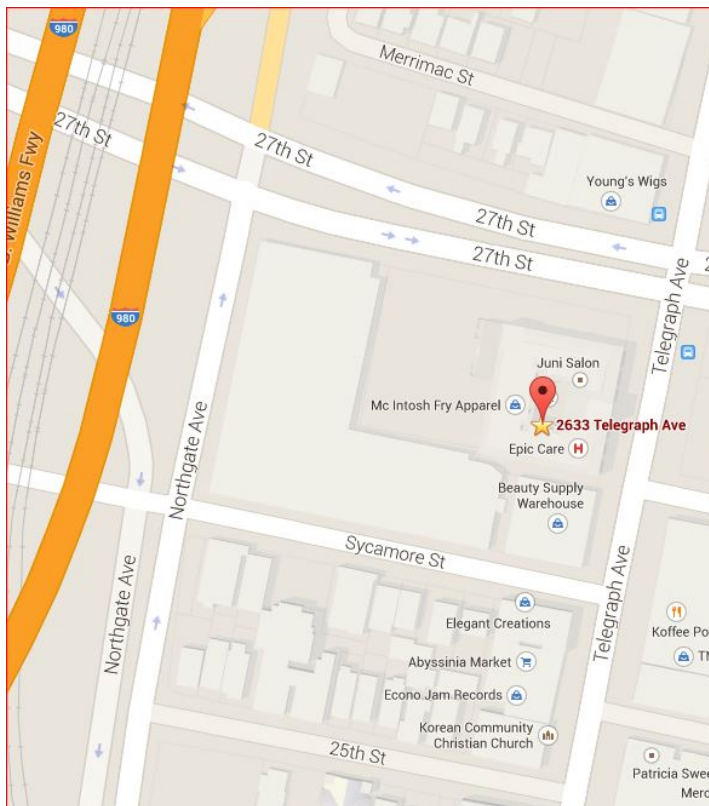 980
Merrimac St
27th St
27th St
Young's Wigs
Williams Fwy
27th St
27th St
2
Telegraph Ave
980
Juni Salon
Mc Intosh Fry Apparel
2633 Telegraph Ave
Epic Care
H
Northgate Ave
Beauty Supply
Warehouse
Sycamore St
Telegraph Ave
Northgate Ave
Elegant Creations
Koffee Po
Abyssinia Market
TM
Econo Jam Records
Korean Community
Christian Church
25th St
Patricia Swee
Merc